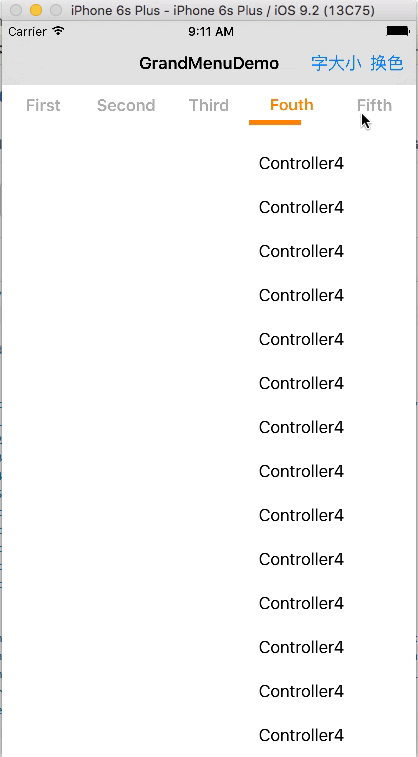 iPhone 6s Plus - iPhone 6s Plus / iOS 9.2 (13C75)
Carrier 9:11 AM
GrandMenuDemo 字大小 换色
First Second Third Fouth Fifth
Controller4
Controller4
Controller4
Controller4
Controller4
Controller4
Controller4
Controller4
Controller4
Controller4
Controller4
Controller4
Controller4
Controller4